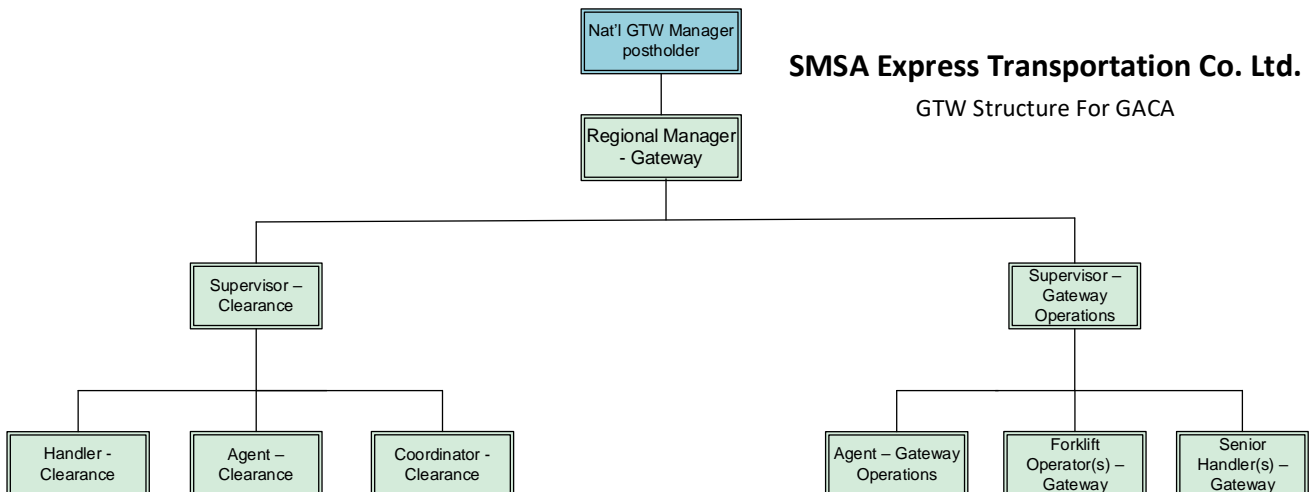 Nat'l GTW Manager
postholder
SMSA Express Transportation Co. Ltd.
GTW Structure For GACA
Regional Manager
- Gateway
Supervisor –
Clearance
Supervisor –
Gateway
Operations
Handler -
Clearance
Agent –
Clearance
Coordinator -
Clearance
Agent – Gateway
Operations
Forklift
Operator(s) –
Gateway
Senior
Handler(s) –
Gateway